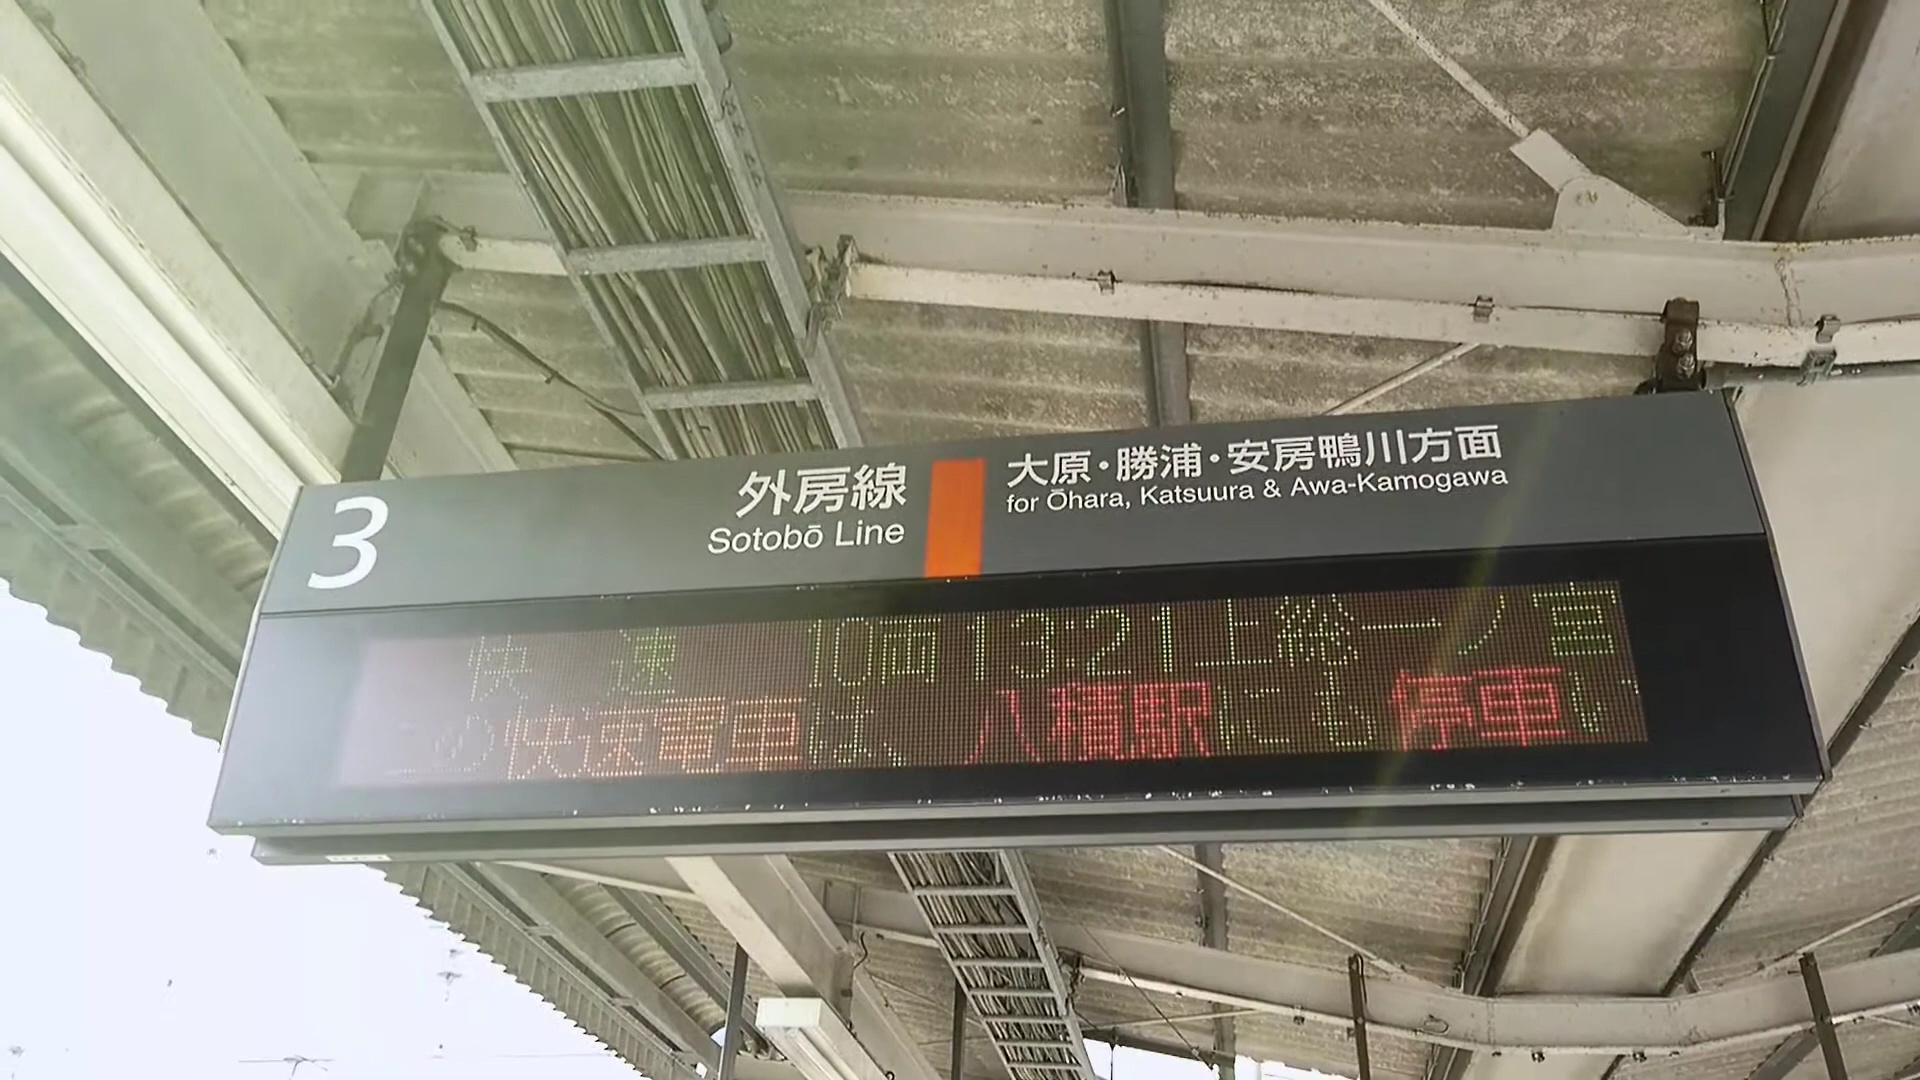 3
外房線
Sotobō Line
大原・勝浦・安房鴨川方面
for Ōhara, Katsuura & Awa-Kamogawa
快速 10両 13:21 上総一ノ宮
この快速電車は、八積駅にも停車い